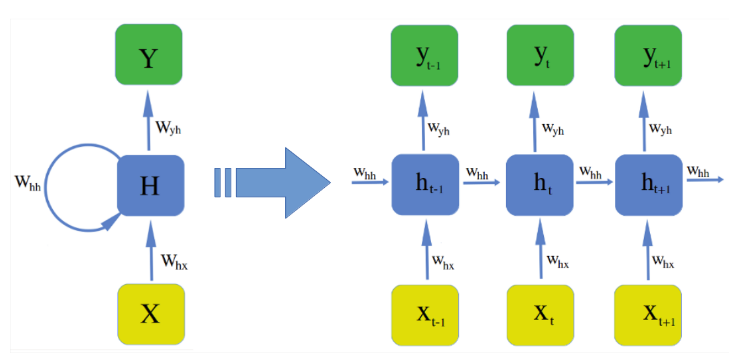 Y
y_{t-1}
y_t
y_{t+1}
W_{yh}
W_{yh}
W_{yh}
W_{yh}
W_{hh}
H
W_{hh}
h_{t-1}
W_{hh}
h_t
W_{hh}
h_{t+1}
W_{hh}
W_{hx}
W_{hx}
W_{hx}
W_{hx}
X
x_{t-1}
x_t
x_{t+1}